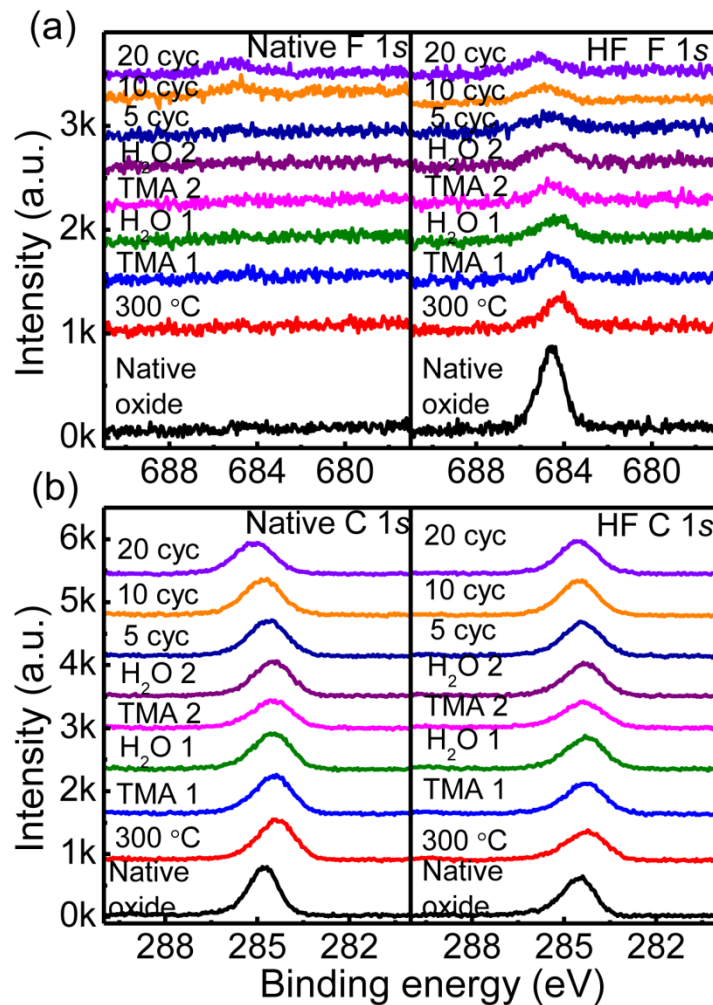 (a)
Native F 1s
HF F 1s
20 cyc
10 cyc
5 cyc
H₂O 2
TMA 2
H₂O 1
TMA 1
300 °C
Native
oxide
20 cyc
10 cyc
5 cyc
H₂O 2
TMA 2
H₂O 1
TMA 1
300 °C
Native
oxide
3k
2k
1k
0k
Intensity (a.u.)
688 684 680 688 684 680
(b)
Native C 1s
HF C 1s
20 cyc
10 cyc
5 cyc
H₂O 2
TMA 2
H₂O 1
TMA 1
300 °C
Native
oxide
20 cyc
10 cyc
5 cyc
H₂O 2
TMA 2
H₂O 1
TMA 1
300 °C
Native
oxide
6k
5k
4k
3k
2k
1k
0k
Intensity (a.u.)
288 285 282 288 285 282
Binding energy (eV)